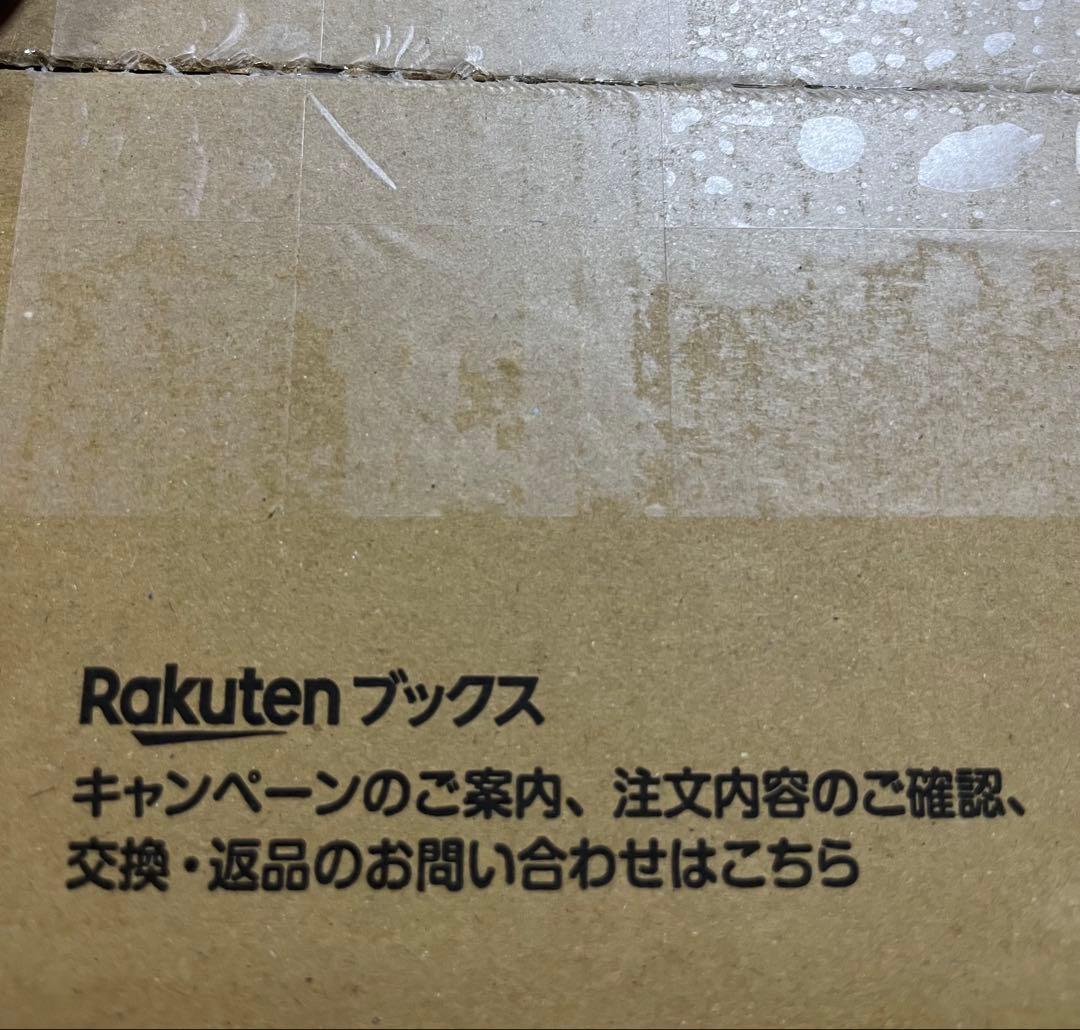 Rakuten ブックス
キャンペーンのご案内、注文内容のご確認、
交換・返品のお問い合わせはこちら